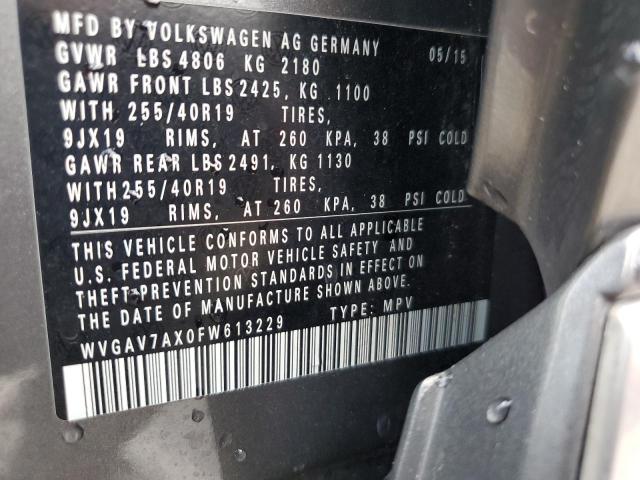 MFD BY VOLKSWAGEN AG GERMANY 05/15
GVWR LBS 4806 KG 2180
GAWR FRONT LBS 2425, KG 1100
WITH 255/40R19 TIRES,
9JX19 RIMS, AT 260 KPA, 38 PSI COLD
GAWR REAR LBS 2491, KG 1130
WITH 255/40R19 TIRES,
9JX19 RIMS, AT 260 KPA, 38 PSI COLD
THIS VEHICLE CONFORMS TO ALL APPLICABLE
U.S. FEDERAL MOTOR VEHICLE SAFETY AND
THEFT-PREVENTION STANDARDS IN EFFECT ON
THE DATE OF MANUFACTURE SHOWN ABOVE.
WVGAV7AX0FW613229 TYPE: MPV